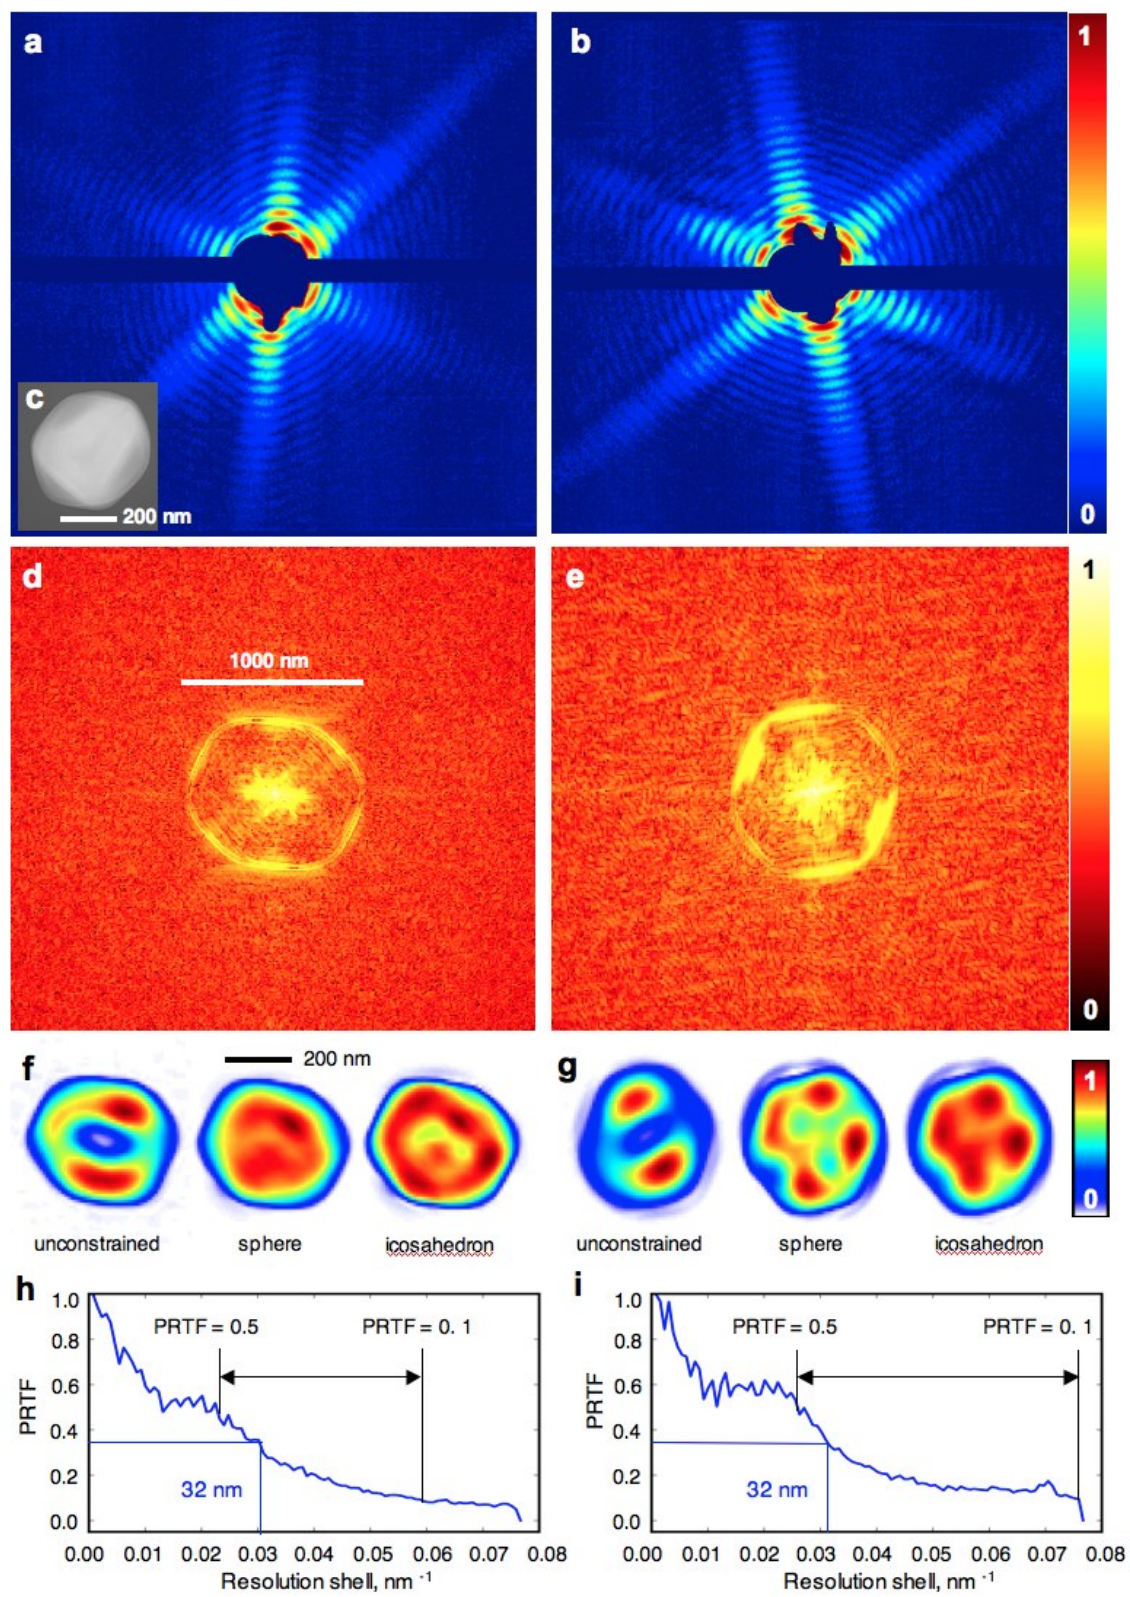 a
b
1
0
c
200 nm
d
e
1000 nm
1
0
f
200 nm
g
1
0
unconstrained
sphere
icosahedron
unconstrained
sphere
icosahedron
h
1.0
0.8
0.6
0.4
0.2
0.0
PRTF
PRTF = 0.5
PRTF = 0. 1
32 nm
0.00 0.01 0.02 0.03 0.04 0.05 0.06 0.07 0.08
Resolution shell, nm -1
i
1.0
0.8
0.6
0.4
0.2
0.0
PRTF
PRTF = 0.5
PRTF = 0. 1
32 nm
0.00 0.01 0.02 0.03 0.04 0.05 0.06 0.07 0.08
Resolution shell, nm -1